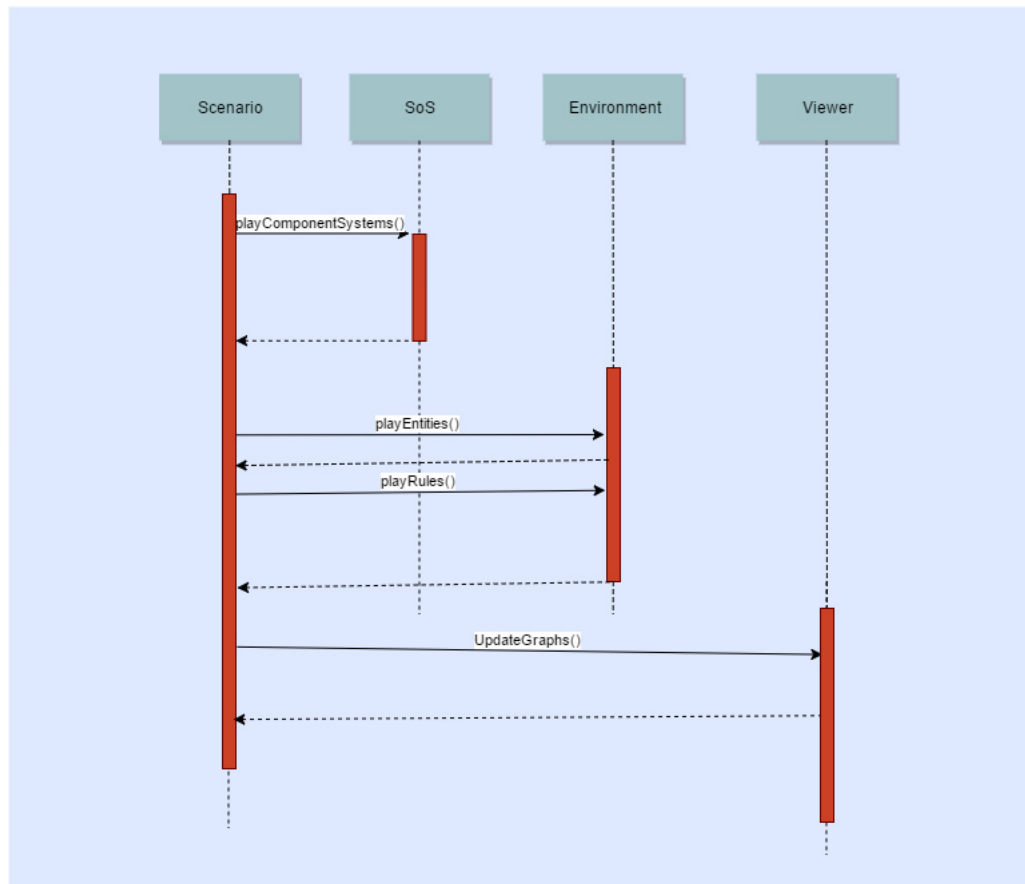 Scenario
SoS
Environment
Viewer
playComponentSystems()
playEntities()
playRules()
UpdateGraphs()